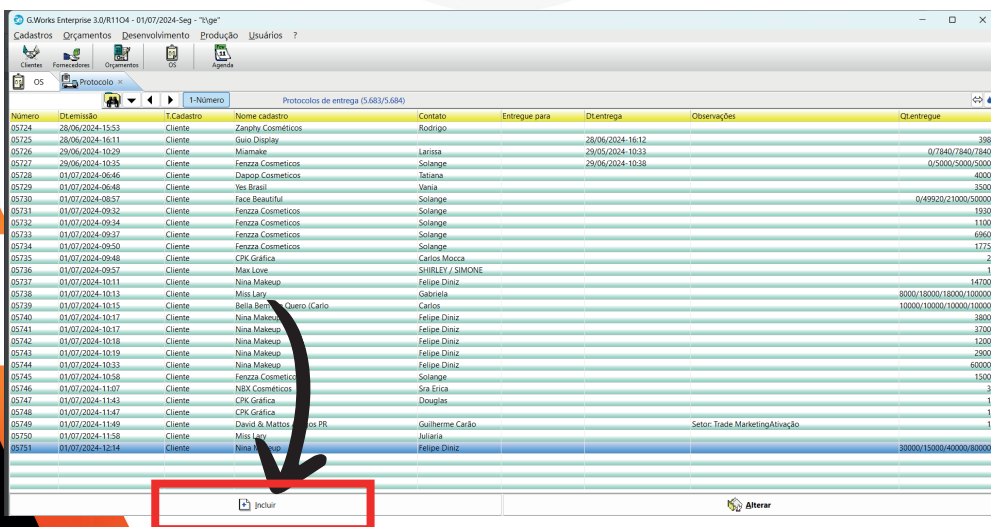 G.Works Enterprise 3.0/R11O4 - 01/07/2024-Seg - "lt\ge"
Cadastros Orçamentos Desenvolvimento Produção Usuários ?
Clientes Fornecedores Orçamentos OS Agenda
OS Protocolo ×
1-Número Protocolos de entrega (5.683/5.684)
Número Dt.emissão T.Cadastro Nome cadastro Contato Entregue para Dt.entrega Observações Qt.entregue
05724 28/06/2024-15:53 Cliente Zanphy Cosméticos Rodrigo
05725 28/06/2024-16:11 Cliente Guio Display 28/06/2024-16:12 398
05726 29/06/2024-10:29 Cliente Miamake Larissa 29/05/2024-10:33 0/7840/7840/7840
05727 29/06/2024-10:35 Cliente Fenzza Cosmeticos Solange 29/06/2024-10:38 0/5000/5000/5000
05728 01/07/2024-06:46 Cliente Dapop Cosmeticos Tatiana 4000
05729 01/07/2024-06:48 Cliente Yes Brasil Vania 3500
05730 01/07/2024-08:57 Cliente Face Beautiful Solange 0/49920/21000/50000
05731 01/07/2024-09:32 Cliente Fenzza Cosmeticos Solange 1930
05732 01/07/2024-09:34 Cliente Fenzza Cosmeticos Solange 1100
05733 01/07/2024-09:37 Cliente Fenzza Cosmeticos Solange 6960
05734 01/07/2024-09:50 Cliente Fenzza Cosmeticos Solange 1775
05735 01/07/2024-09:48 Cliente CPK Gráfica Carlos Mocca 2
05736 01/07/2024-09:57 Cliente Max Love SHIRLEY / SIMONE 1
05737 01/07/2024-10:11 Cliente Nina Makeup Felipe Diniz 14700
05738 01/07/2024-10:13 Cliente Miss Lary Gabriela 8000/18000/18000/100000
05739 01/07/2024-10:15 Cliente Bella Bem Quero (Carlo Carlos 10000/10000/10000/10000
05740 01/07/2024-10:17 Cliente Nina Makeup Felipe Diniz 3800
05741 01/07/2024-10:17 Cliente Nina Makeup Felipe Diniz 3700
05742 01/07/2024-10:18 Cliente Nina Makeup Felipe Diniz 1200
05743 01/07/2024-10:19 Cliente Nina Makeup Felipe Diniz 2900
05744 01/07/2024-10:33 Cliente Nina Makeup Felipe Diniz 60000
05745 01/07/2024-10:58 Cliente Fenzza Cosmetico Solange 1500
05746 01/07/2024-11:07 Cliente NBX Cosméticos Sra Erica 3
05747 01/07/2024-11:43 Cliente CPK Gráfica Douglas 1
05748 01/07/2024-11:47 Cliente CPK Gráfica 1
05749 01/07/2024-11:49 Cliente David & Mattos PR Guilherme Carão Setor: Trade MarketingAtivação 1
05750 01/07/2024-11:58 Cliente Miss Lary Juliaria
05751 01/07/2024-12:14 Cliente Nina Makeup Felipe Diniz 30000/15000/40000/80000
Incluir Alterar